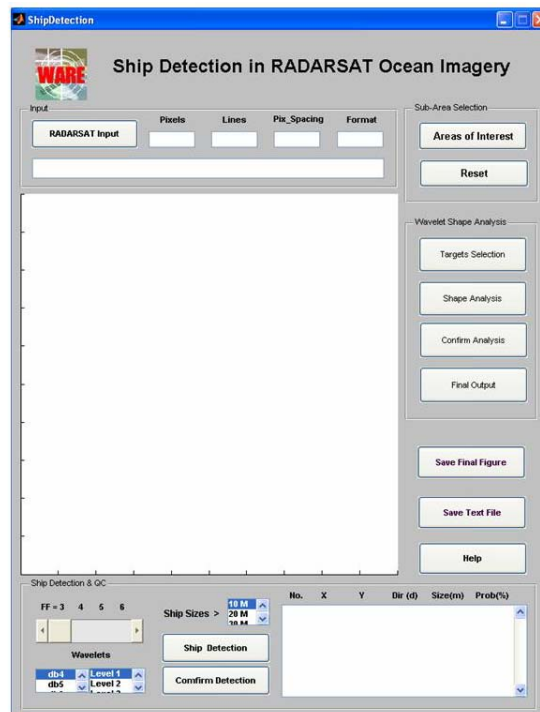 ShipDetection
WARE
Ship Detection in RADARSAT Ocean Imagery
Input
Pixels Lines Pix_Spacing Format
RADARSAT Input
Sub-Area Selection
Areas of Interest
Reset
Wavelet Shape Analysis
Targets Selection
Shape Analysis
Confirm Analysis
Final Output
Save Final Figure
Save Text File
Help
Ship Detection & QC
FF = 3 4 5 6
Wavelets
db4
db5
Level 1
Level 2
Ship Sizes >
10 M
20 M
Ship Detection
Comfirm Detection
No. X Y Dir (d) Size(m) Prob(%)